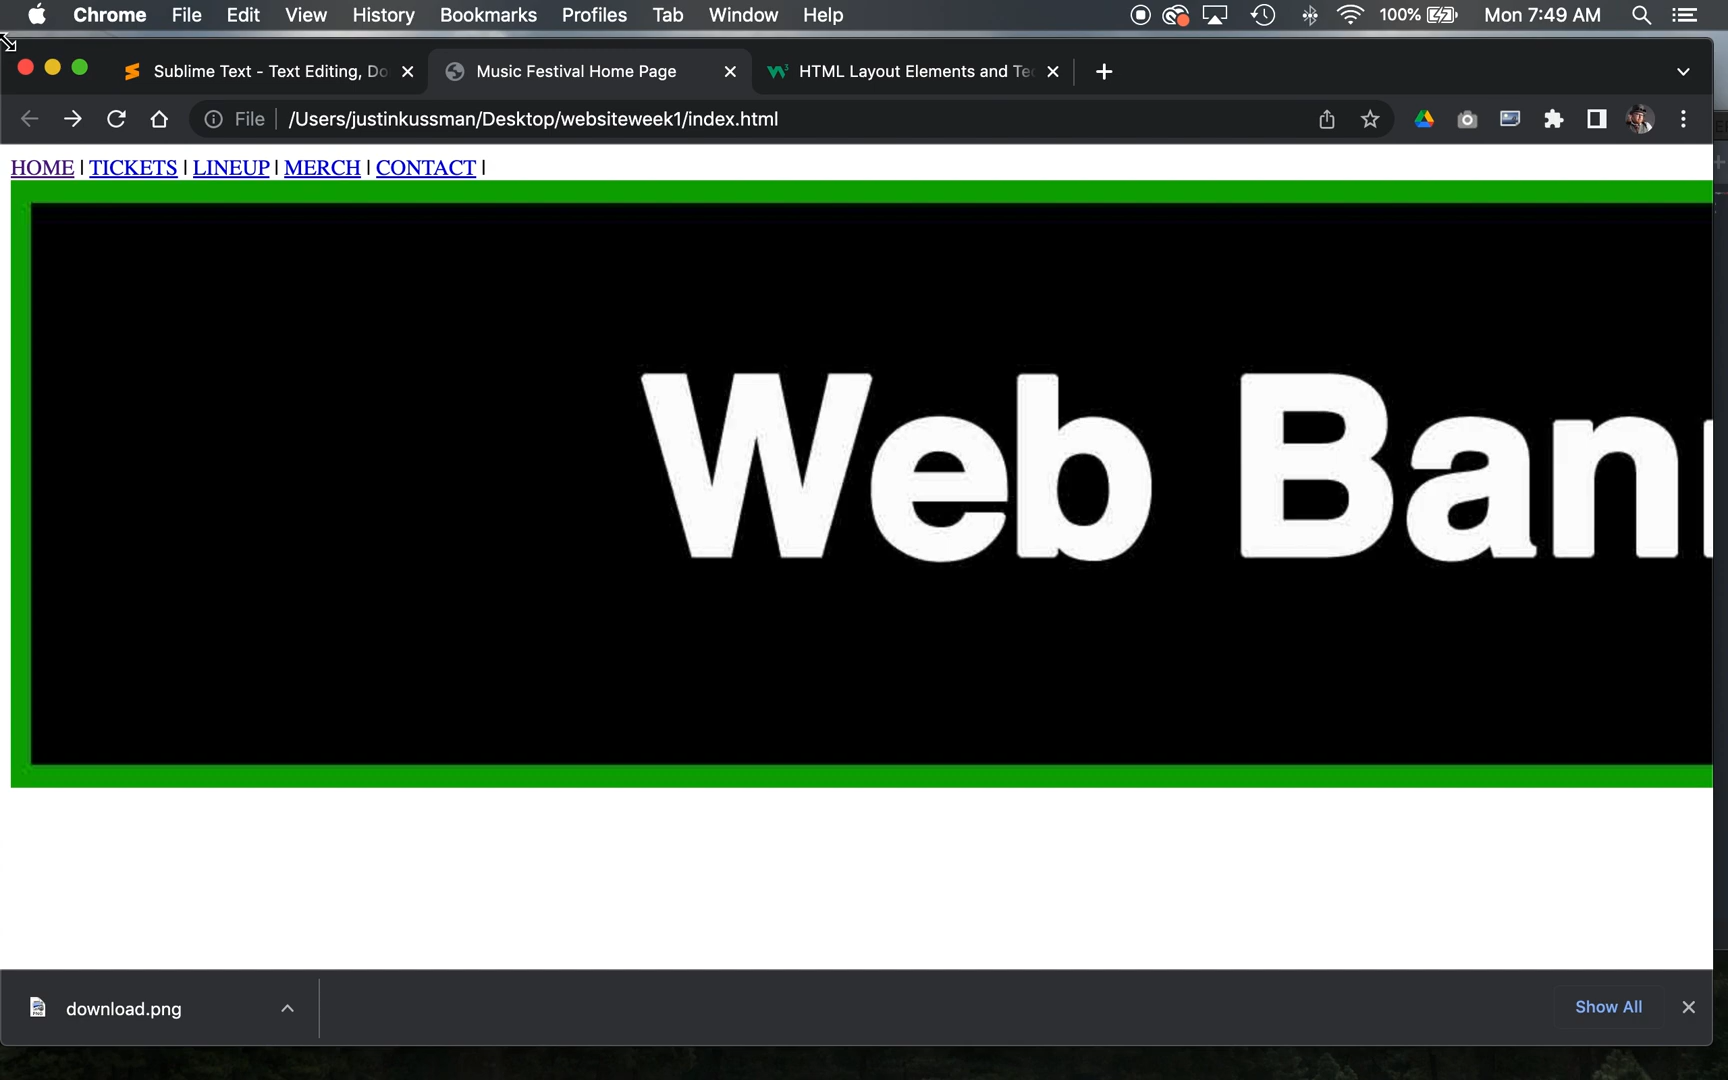 Chrome File Edit View History Bookmarks Profiles Tab Window Help 100% Mon 7:49 AM
Sublime Text - Text Editing, Do Music Festival Home Page HTML Layout Elements and Te
File /Users/justinkussman/Desktop/websiteweek1/index.html
HOME | TICKETS | LINEUP | MERCH | CONTACT |
Web Ban
download.png Show All